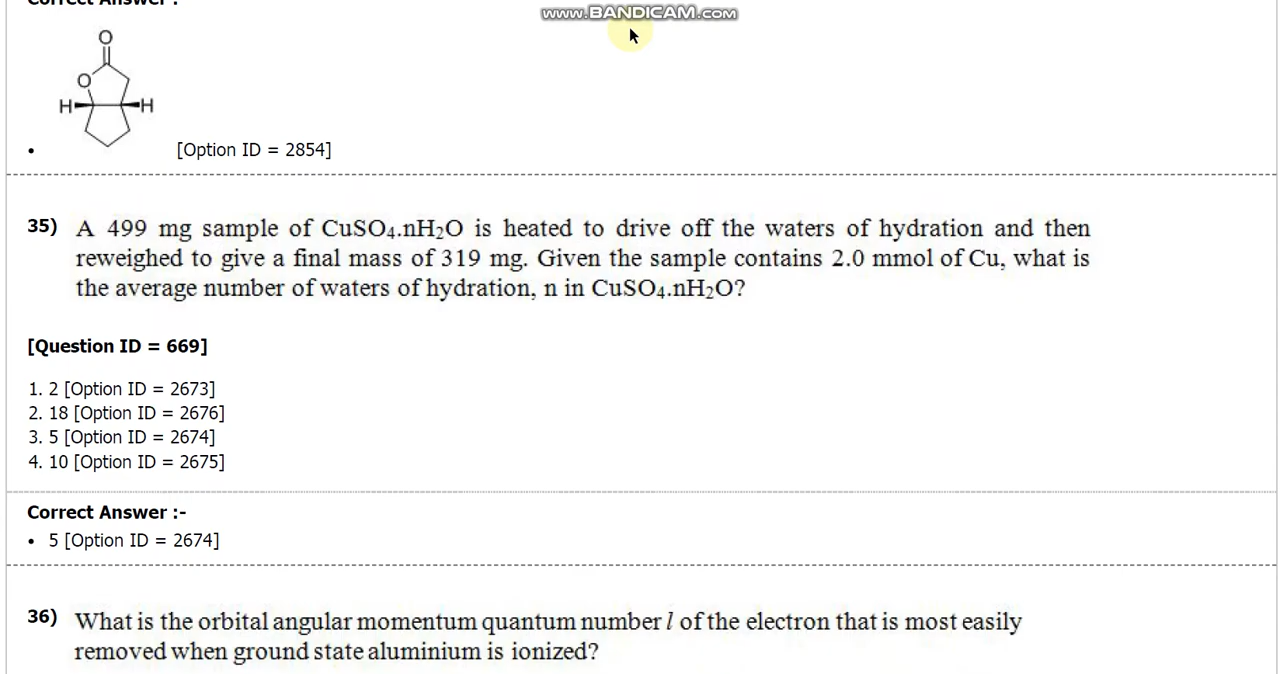 Correct Answer :-
www.BANDICAM.com
O
O
H
H
• [Option ID = 2854]
35) A 499 mg sample of CuSO₄.nH₂O is heated to drive off the waters of hydration and then
reweighed to give a final mass of 319 mg. Given the sample contains 2.0 mmol of Cu, what is
the average number of waters of hydration, n in CuSO₄.nH₂O?
[Question ID = 669]
1. 2 [Option ID = 2673]
2. 18 [Option ID = 2676]
3. 5 [Option ID = 2674]
4. 10 [Option ID = 2675]
Correct Answer :-
• 5 [Option ID = 2674]
36) What is the orbital angular momentum quantum number l of the electron that is most easily
removed when ground state aluminium is ionized?